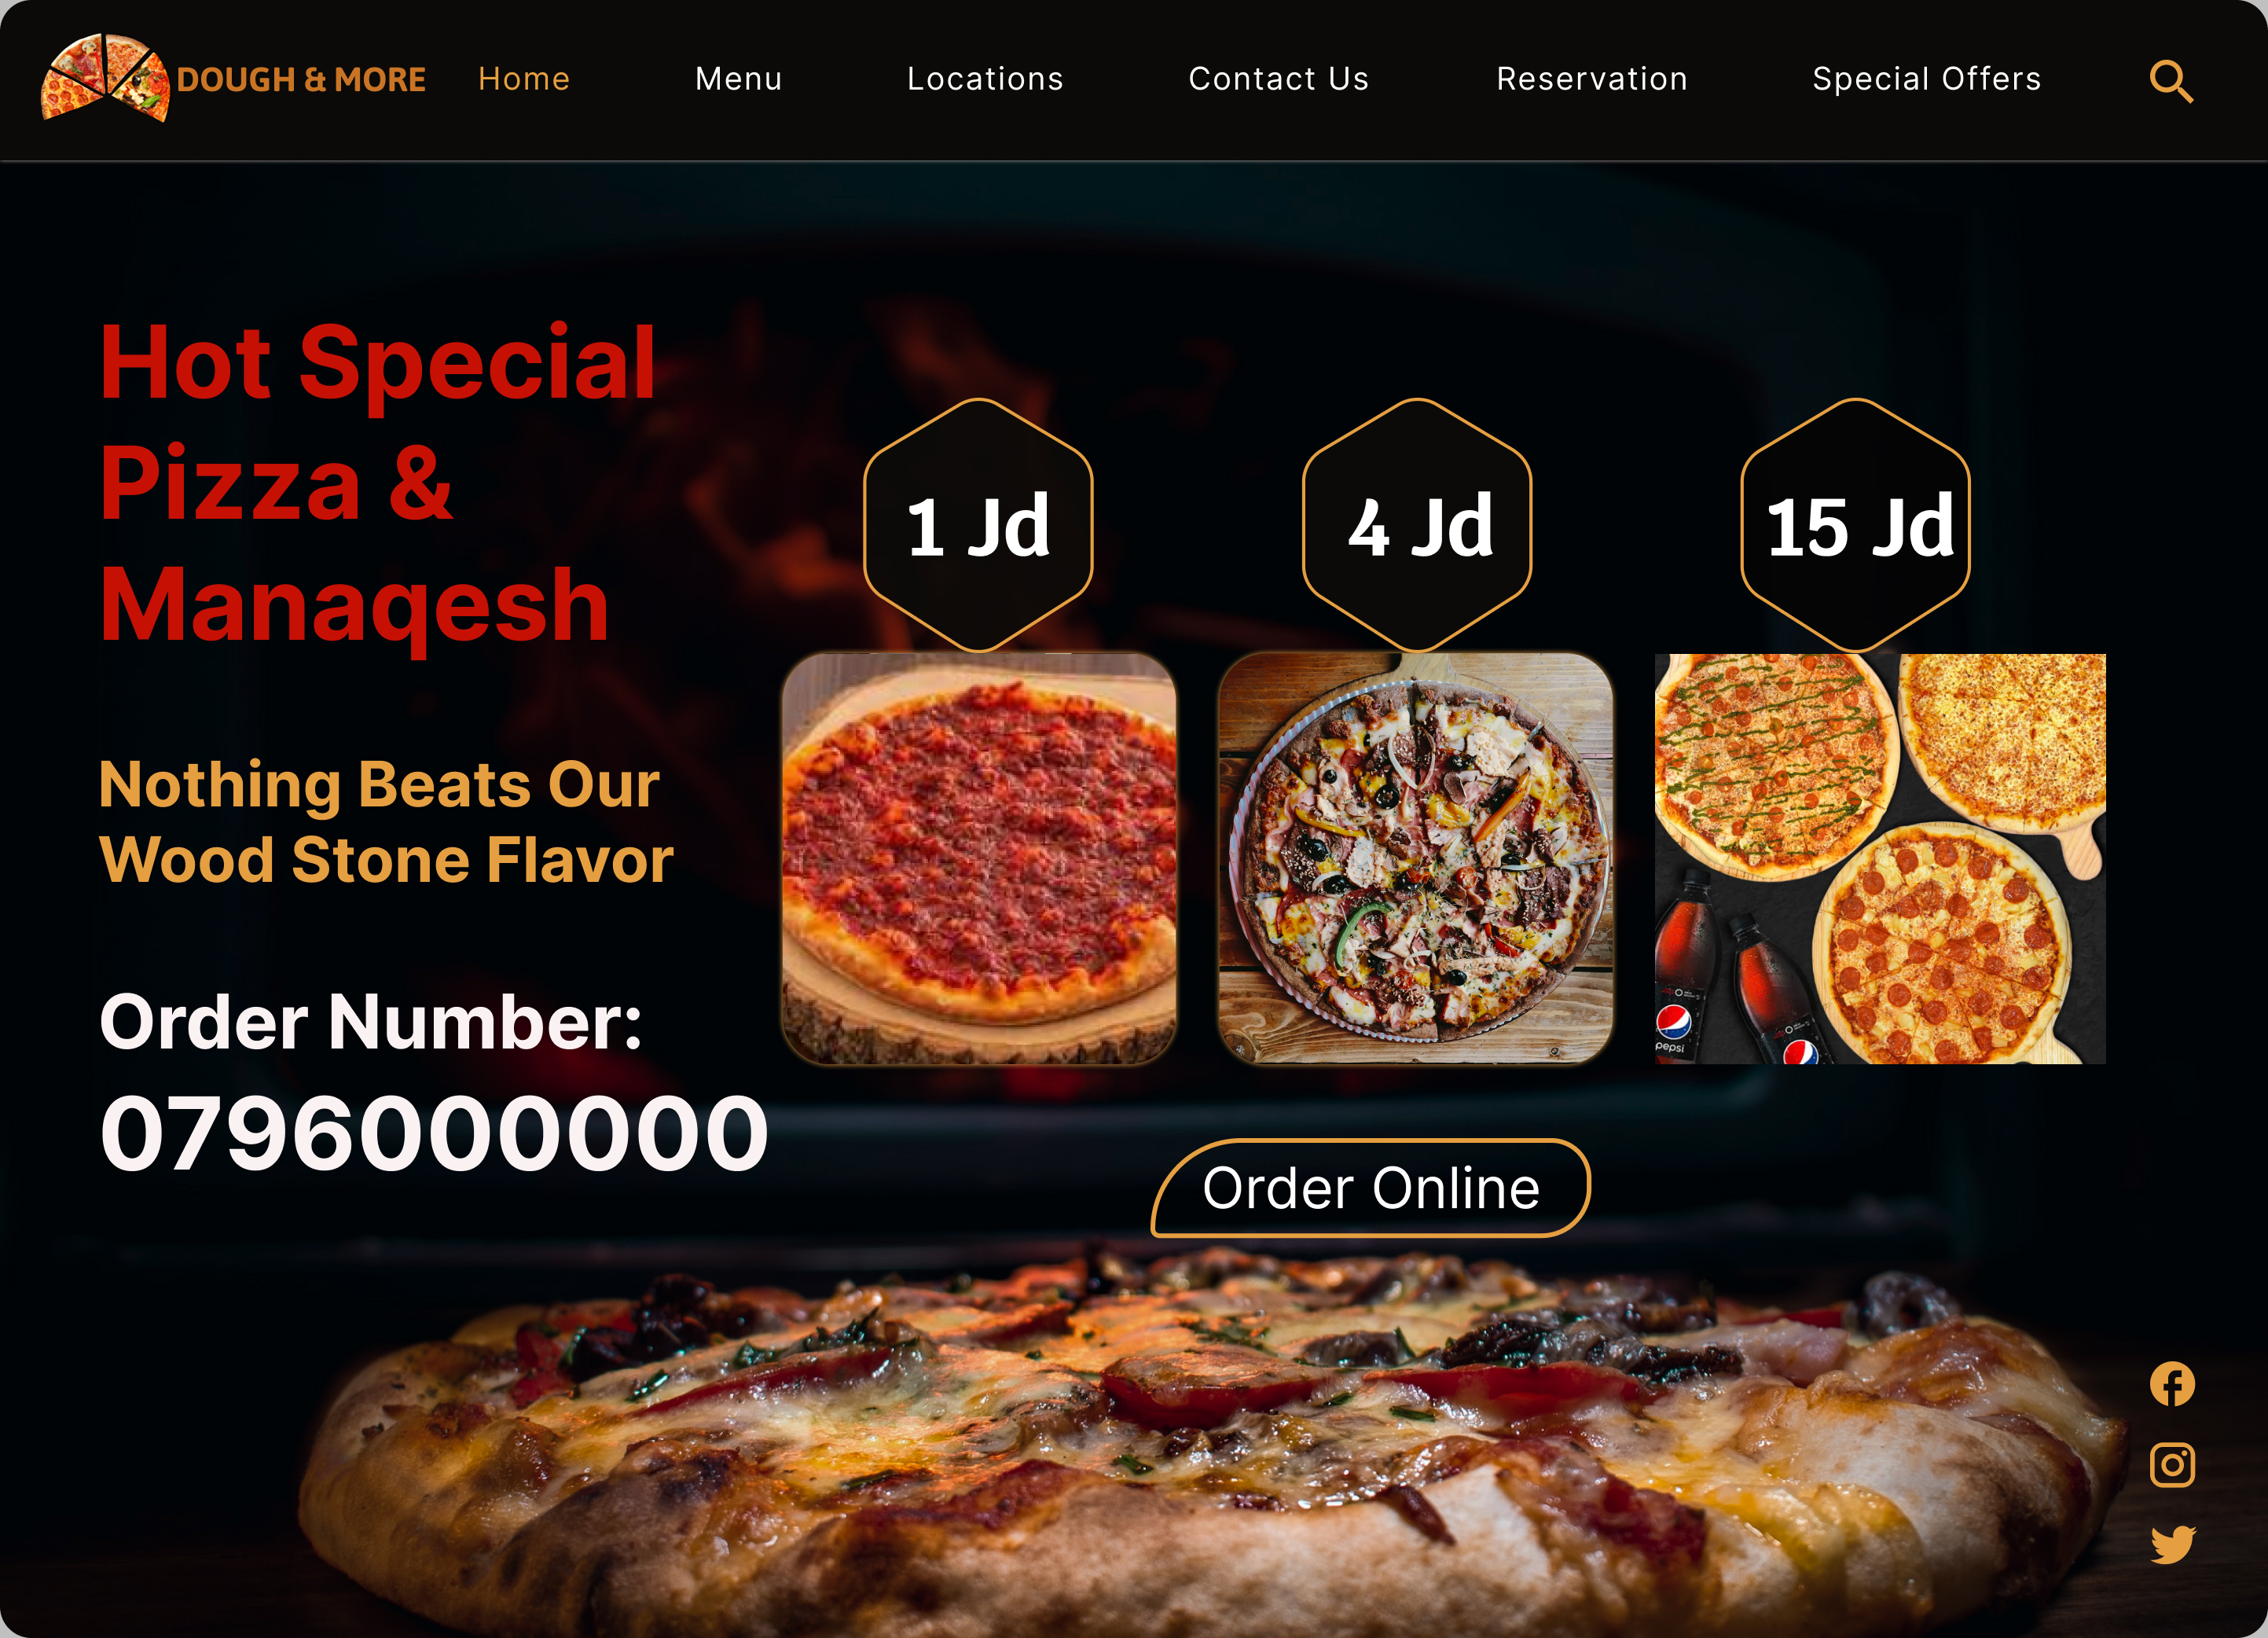 DOUGH & MORE
Home
Menu
Locations
Contact Us
Reservation
Special Offers
Hot Special
Pizza &
Manaqesh
Nothing Beats Our
Wood Stone Flavor
Order Number:
0796000000
1 Jd
4 Jd
15 Jd
pepsi
Order Online